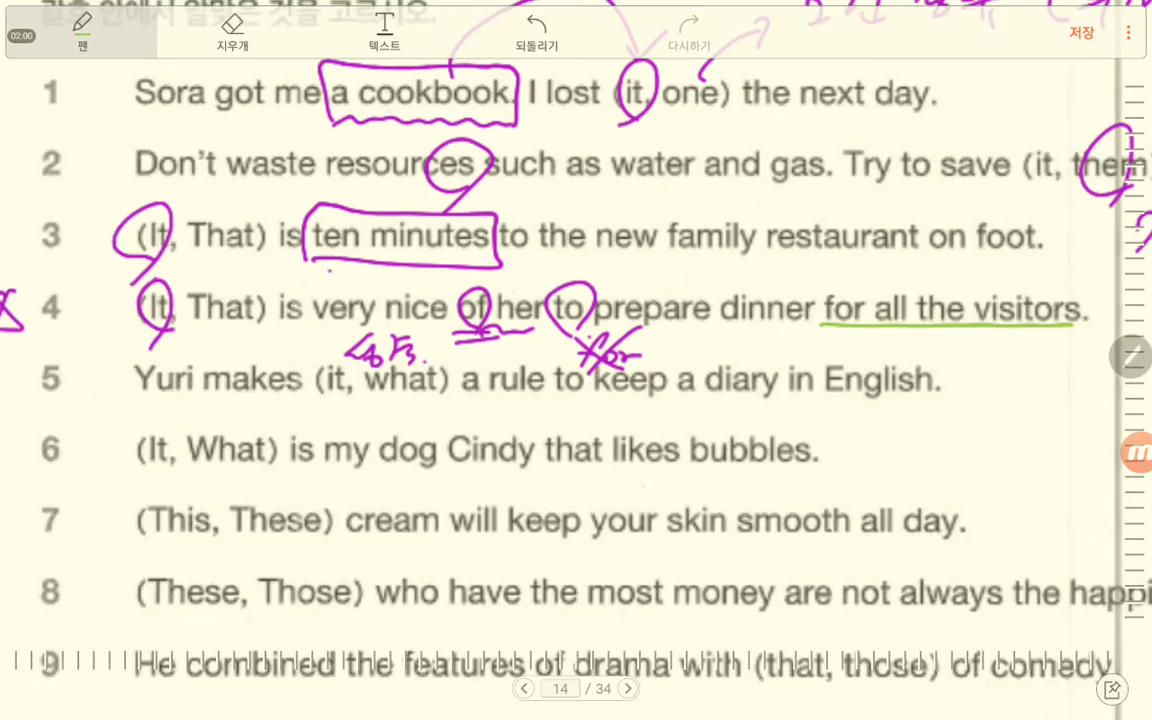 02:00 펜 지우개 텍스트 되돌리기 다시하기 저장
1 Sora got me a cookbook. I lost (it, one) the next day.
2 Don't waste resources such as water and gas. Try to save (it, them)
3 (It, That) is ten minutes to the new family restaurant on foot.
4 (It, That) is very nice of her to prepare dinner for all the visitors.
for
5 Yuri makes (it, what) a rule to keep a diary in English.
6 (It, What) is my dog Cindy that likes bubbles.
7 (This, These) cream will keep your skin smooth all day.
8 (These, Those) who have the most money are not always the happi
9 He combined the features of drama with (that, those) of comedy
14 / 34